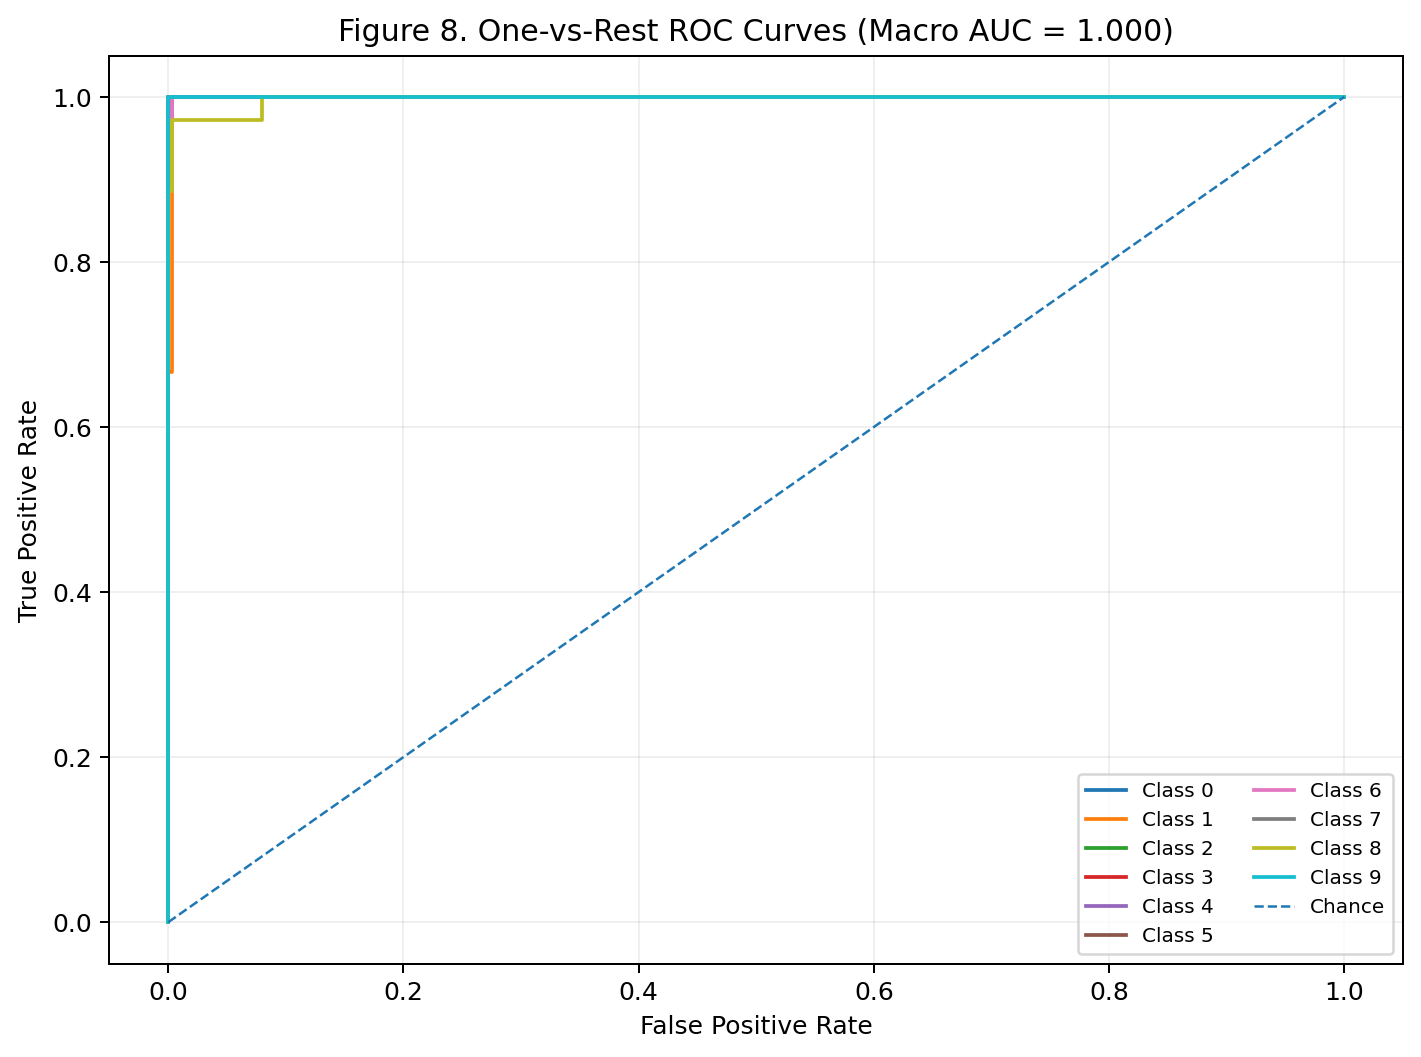 Figure 8. One-vs-Rest ROC Curves (Macro AUC = 1.000)
1.0
0.8
0.6
0.4
0.2
0.0
True Positive Rate
0.0 0.2 0.4 0.6 0.8 1.0
False Positive Rate
Class 0
Class 1
Class 2
Class 3
Class 4
Class 5
Class 6
Class 7
Class 8
Class 9
Chance